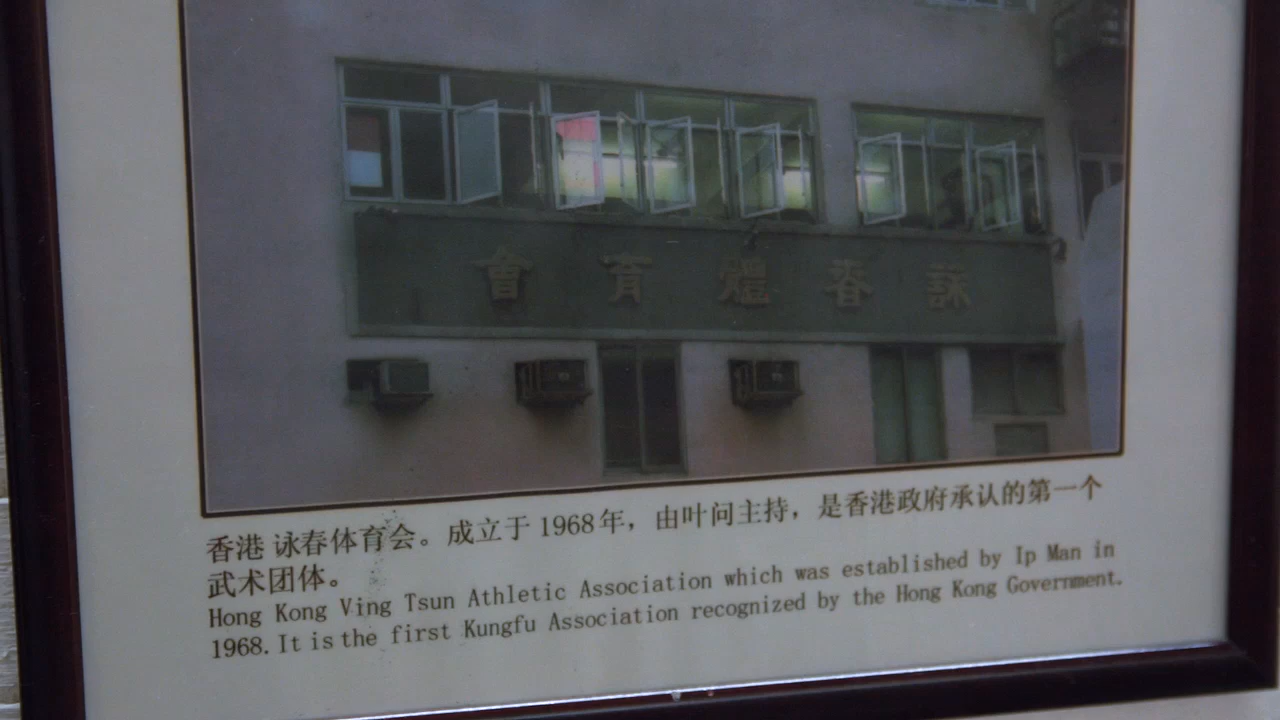 會育體春詠
香港 咏春体育会。成立于1968年，由叶问主持，是香港政府承认的第一个
武术团体。
Hong Kong Ving Tsun Athletic Association which was established by Ip Man in
1968. It is the first Kungfu Association recognized by the Hong Kong Government.